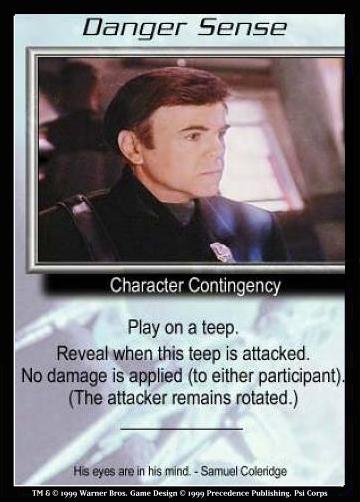 Danger Sense
Character Contingency
Play on a teep.
Reveal when this teep is attacked.
No damage is applied (to either participant).
(The attacker remains rotated.)
His eyes are in his mind. - Samuel Coleridge
TM & © 1999 Warner Bros. Game Design © 1999 Precedence Publishing. Psi Corps